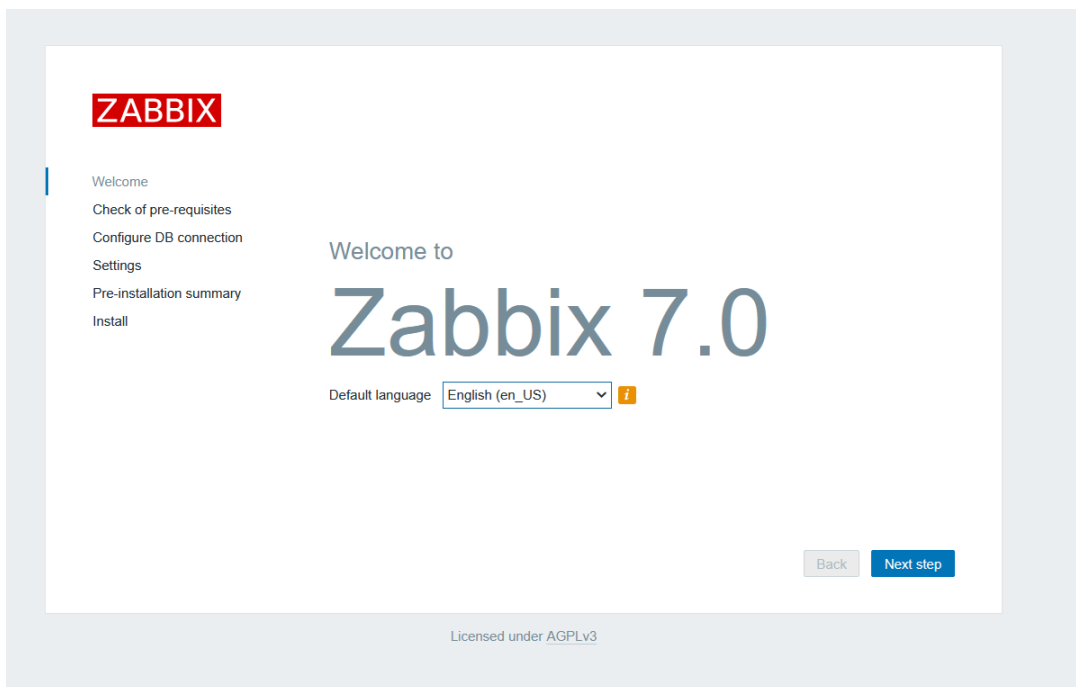 ZABBIX
Welcome
Check of pre-requisites
Configure DB connection
Settings
Pre-installation summary
Install
Welcome to
Zabbix 7.0
Default language English (en_US) i
Back Next step
Licensed under AGPLv3